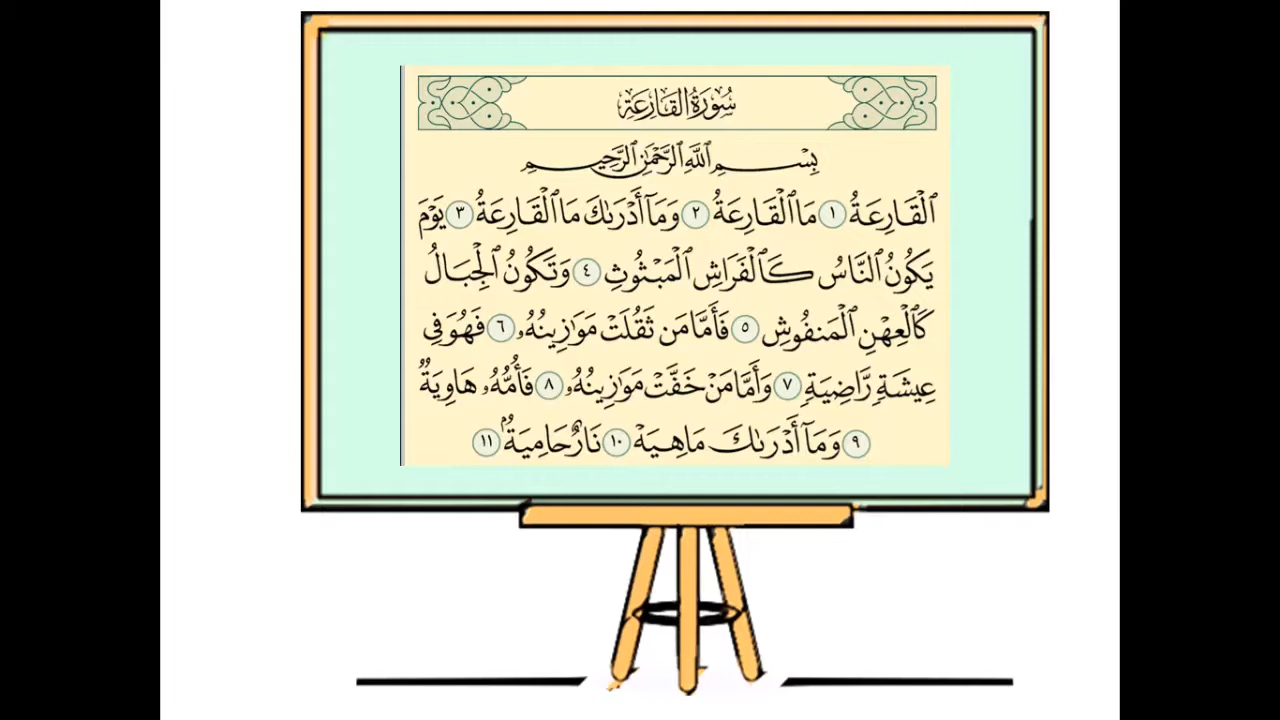 سُورَةُ القَارِعَةِ
بِسْمِ ٱللَّهِ ٱلرَّحْمَٰنِ ٱلرَّحِيمِ
ٱلْقَارِعَةُ ١ مَا ٱلْقَارِعَةُ ٢ وَمَآ أَدْرَىٰكَ مَا ٱلْقَارِعَةُ ٣ يَوْمَ
يَكُونُ ٱلنَّاسُ كَٱلْفَرَاشِ ٱلْمَبْثُوثِ ٤ وَتَكُونُ ٱلْجِبَالُ
كَٱلْعِهْنِ ٱلْمَنفُوشِ ٥ فَأَمَّا مَن ثَقُلَتْ مَوَٰزِينُهُۥ ٦ فَهُوَ فِى
عِيشَةٍ رَّاضِيَةٍ ٧ وَأَمَّا مَنْ خَفَّتْ مَوَٰزِينُهُۥ ٨ فَأُمُّهُۥ هَاوِيَةٌ
٩ وَمَآ أَدْرَىٰكَ مَا هِيَهْ ١٠ نَارٌ حَامِيَةٌۢ ١١